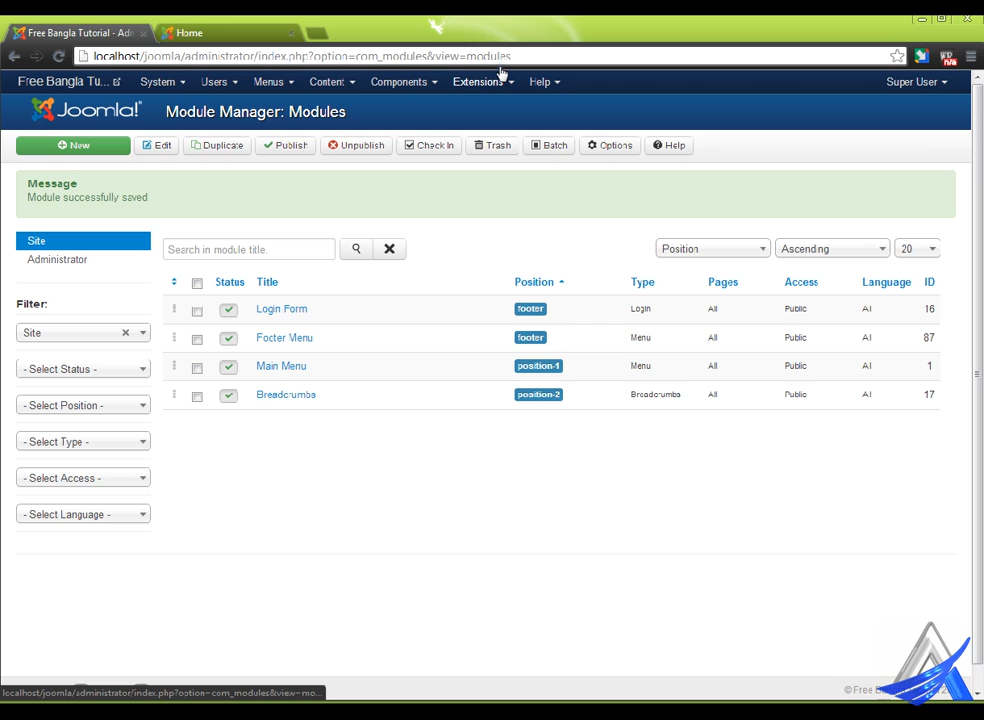 Free Bangla Tutorial - Adm
Home
localhost/joomla/administrator/index.php?option=com_modules&view=modules
Free Bangla Tu... System Users Menus Content Components Extensions Help Super User
Joomla! Module Manager: Modules
New Edit Duplicate Publish Unpublish Check In Trash Batch Options Help
Message
Module successfully saved
Site
Administrator
Filter:
Site
- Select Status -
- Select Position -
- Select Type -
- Select Access -
- Select Language -
Search in module title. Position Ascending 20
Status Title Position Type Pages Access Language ID
Login Form footer Login All Public All 16
Footer Menu footer Menu All Public All 87
Main Menu position-1 Menu All Public All 1
Breadcrumbs position-2 Breadcrumbs All Public All 17
localhost/joomla/administrator/index.php?option=com_modules&view=mo...
© Free